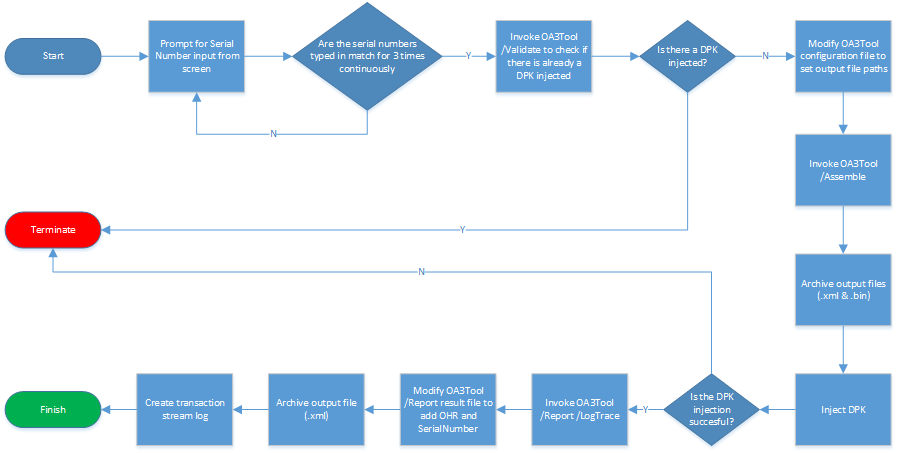 Start
Prompt for Serial
Number input from
screen
Are the serial numbers
typed in match for 3 times
continuously
Y
N
Invoke OA3Tool
/Validate to check if
there is already a
DPK injected
Is there a DPK
injected?
N
Y
Modify OA3Tool
configuration file to
set output file paths
Invoke OA3Tool
/Assemble
Terminate
Archive output files
(.xml & .bin)
N
Inject DPK
Is the DPK
injection
succesful?
Y
Invoke OA3Tool
/Report /LogTrace
Modify OA3Tool
/Report result file to
add OHR and
SerialNumber
Archive output file
(.xml)
Create transaction
stream log
Finish